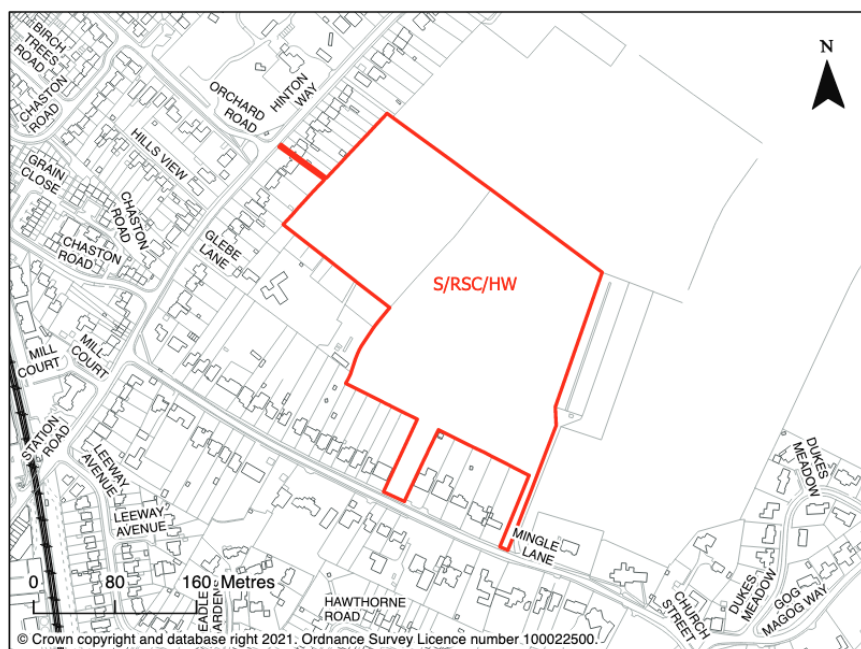 BIRCH
TREES
ROAD
CHASTON
ROAD
ORCHARD
ROAD
HINTON
WAY
N
HILLS VIEW
GRAIN
CLOSE
CHASTON
ROAD
CHASTON
ROAD
GLEBE
LANE
S/RSC/HW
MILL
COURT
MILL
COURT
STATION
ROAD
LEEWAY
AVENUE
LEEWAY
AVENUE
MINGLE
LANE
DUKES
MEADOW
DUKES
MEADOW
CHURCH
STREET
GOG
MAGOG WAY
HAWTHORNE
ROAD
0 80 160 Metres
© Crown copyright and database right 2021. Ordnance Survey Licence number 100022500.